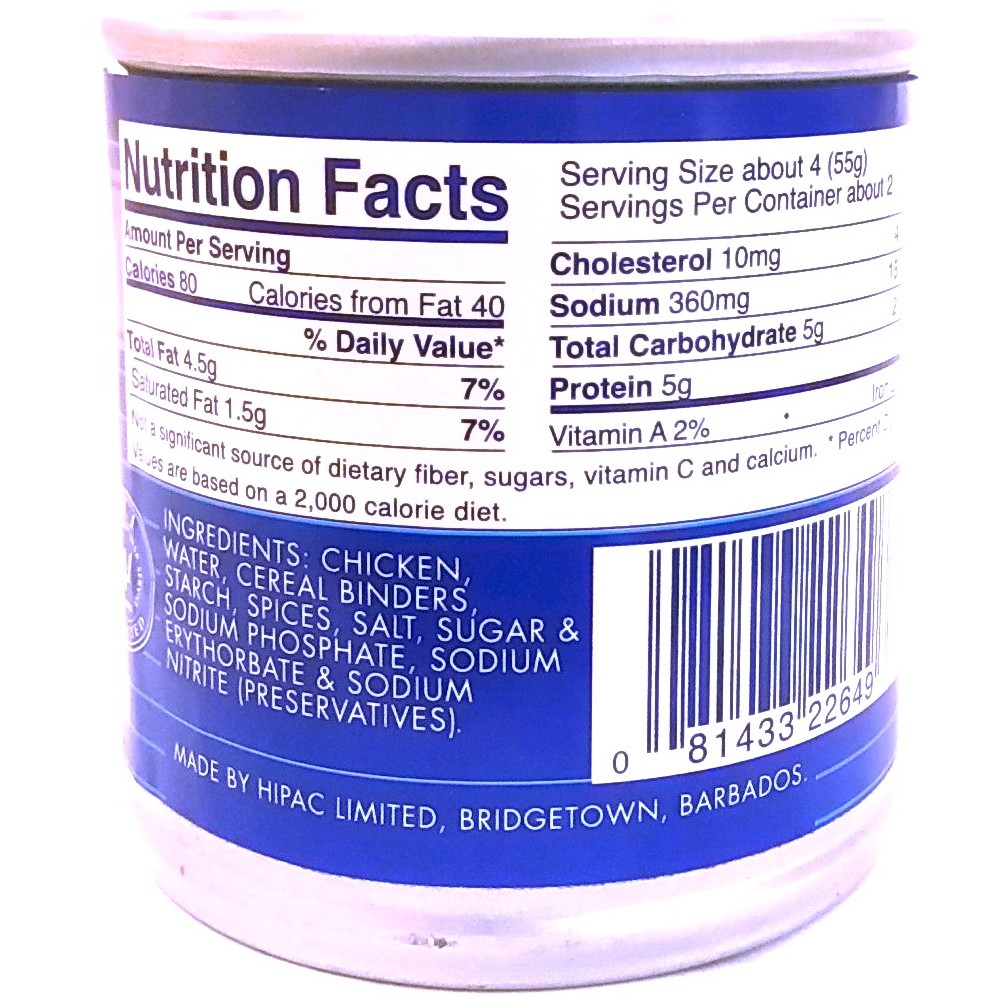 Nutrition Facts
Amount Per Serving
Calories 80 Calories from Fat 40
% Daily Value*
Total Fat 4.5g 7%
Saturated Fat 1.5g 7%
Serving Size about 4 (55g)
Servings Per Container about 2
Cholesterol 10mg
Sodium 360mg 15
Total Carbohydrate 5g
Protein 5g
Vitamin A 2% • Iron
Not a significant source of dietary fiber, sugars, vitamin C and calcium. * Percent
Values are based on a 2,000 calorie diet.
INGREDIENTS: CHICKEN,
WATER, CEREAL BINDERS,
STARCH, SPICES, SALT, SUGAR &
SODIUM PHOSPHATE, SODIUM
ERYTHORBATE & SODIUM
NITRITE (PRESERVATIVES).
0 81433 22649
MADE BY HIPAC LIMITED, BRIDGETOWN, BARBADOS.